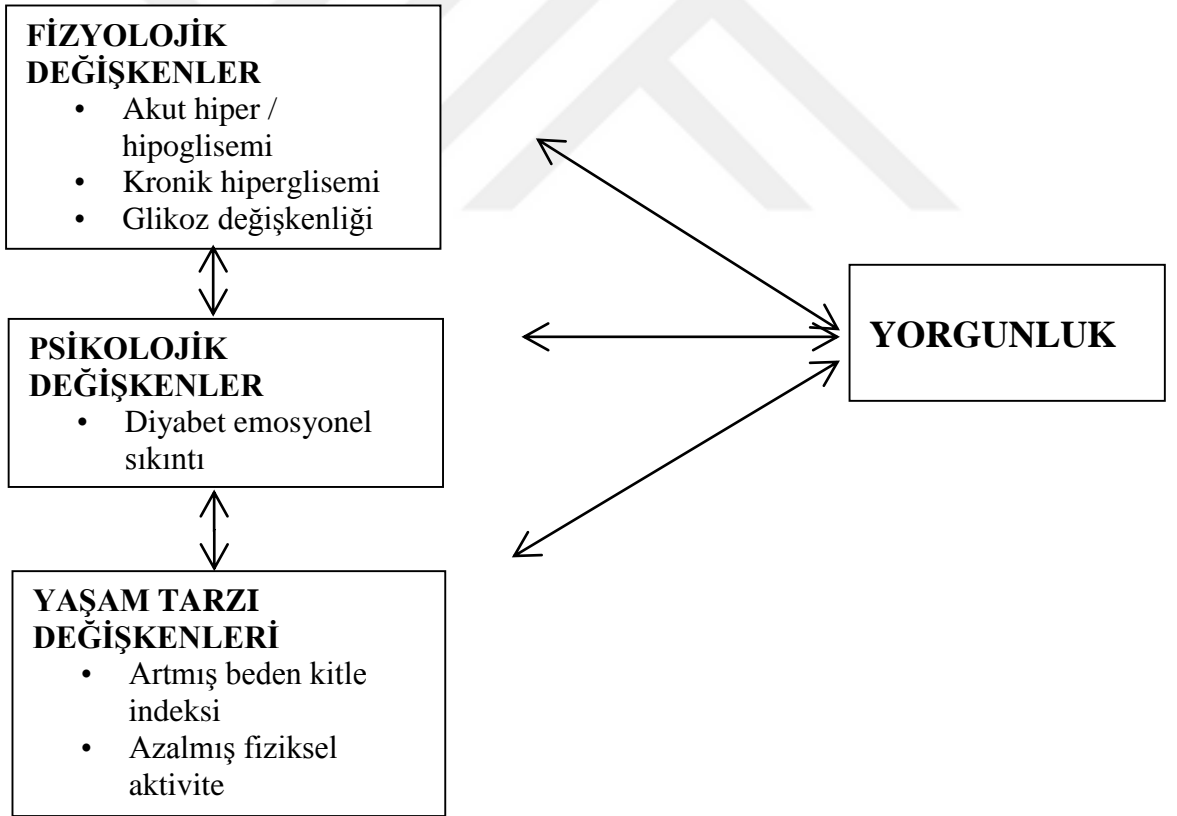 FİZYOLOJİK
DEĞİŞKENLER
• Akut hiper /
hipoglisemi
• Kronik hiperglisemi
• Glikoz değişkenliği
PSİKOLOJİK
DEĞİŞKENLER
• Diyabet emosyonel
sıkıntı
YAŞAM TARZI
DEĞİŞKENLERİ
• Artmış beden kitle
indeksi
• Azalmış fiziksel
aktivite
YORGUNLUK